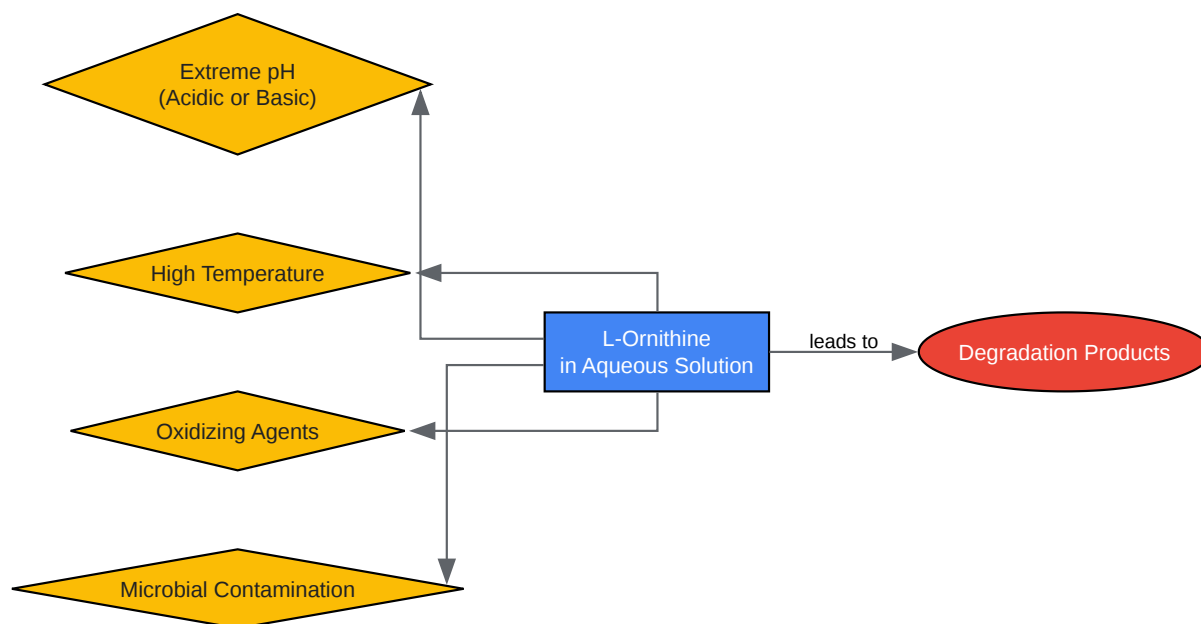 Extreme pH
(Acidic or Basic)
High Temperature
L-Ornithine
in Aqueous Solution
leads to
Degradation Products
Oxidizing Agents
Microbial Contamination